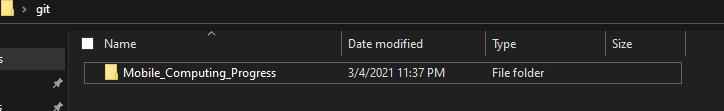 git
Name Date modified Type Size
Mobile_Computing_Progress 3/4/2021 11:37 PM File folder